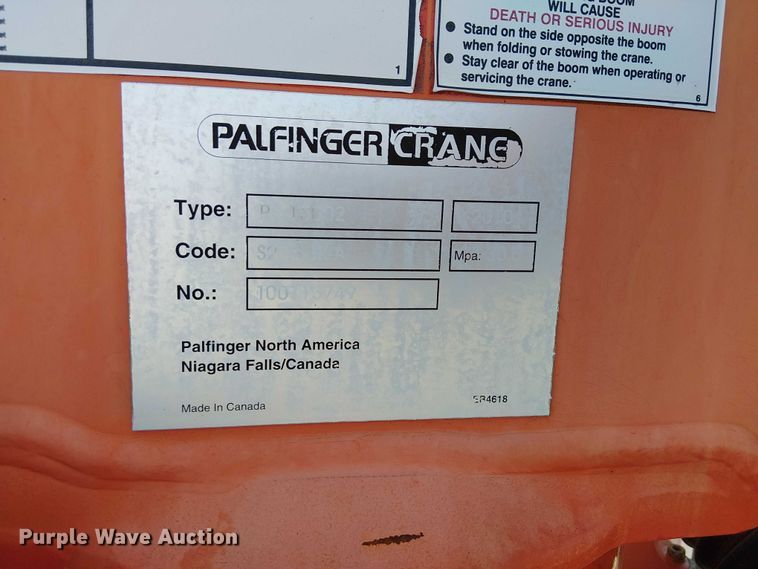 WILL CAUSE
DEATH OR SERIOUS INJURY
● Stand on the side opposite the boom
when folding or stowing the crane.
● Stay clear of the boom when operating or
servicing the crane.
1
6
PALFINGER CRANE
Type:
Code:
Mpa:
No.:
Palfinger North America
Niagara Falls/Canada
Made In Canada
Purple Wave Auction